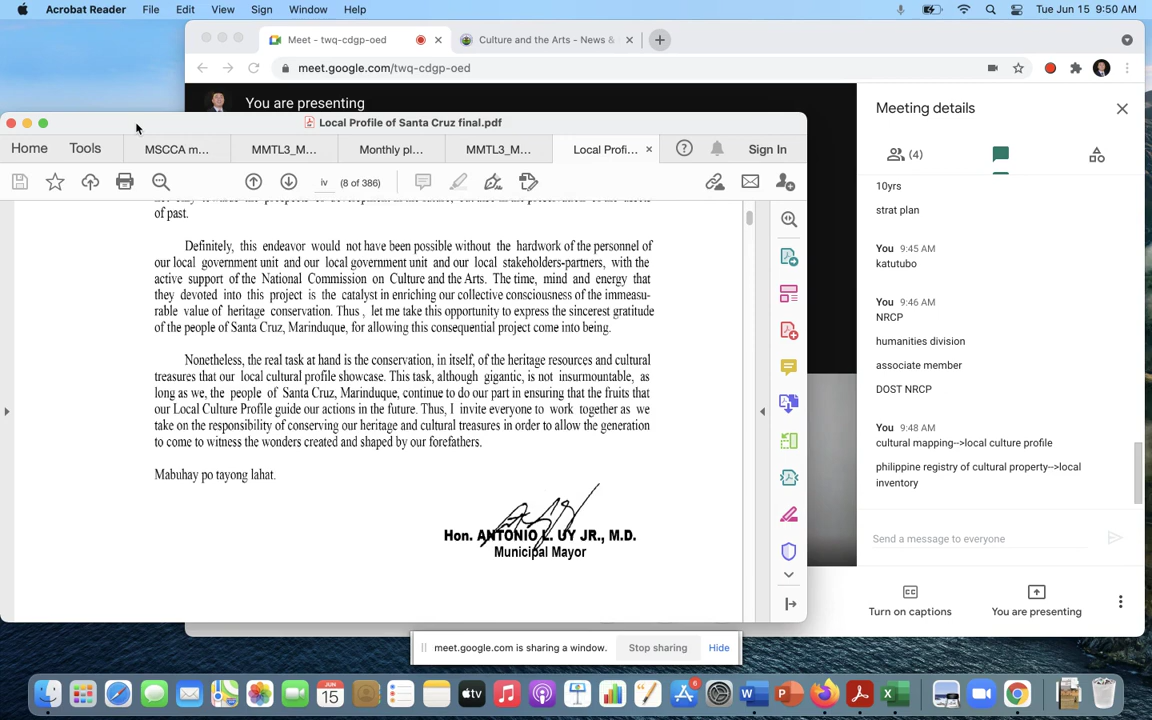 Acrobat Reader File Edit View Sign Window Help Tue Jun 15 9:50 AM
Meet - twq-cdgp-oed Culture and the Arts - News &
meet.google.com/twq-cdgp-oed
You are presenting
Local Profile of Santa Cruz final.pdf
Home Tools MSCCA m... MMTL3_M... Monthly pl... MMTL3_M... Local Profi... Sign In
iv (8 of 386)
of past.
Definitely, this endeavor would not have been possible without the hardwork of the personnel of
our local government unit and our local government unit and our local stakeholders-partners, with the
active support of the National Commission on Culture and the Arts. The time, mind and energy that
they devoted into this project is the catalyst in enriching our collective consciousness of the immeasu-
rable value of heritage conservation. Thus , let me take this opportunity to express the sincerest gratitude
of the people of Santa Cruz, Marinduque, for allowing this consequential project come into being.
Nonetheless, the real task at hand is the conservation, in itself, of the heritage resources and cultural
treasures that our local cultural profile showcase. This task, although gigantic, is not insurmountable, as
long as we, the people of Santa Cruz, Marinduque, continue to do our part in ensuring that the fruits that
our Local Culture Profile guide our actions in the future. Thus, I invite everyone to work together as we
take on the responsibility of conserving our heritage and cultural treasures in order to allow the generation
to come to witness the wonders created and shaped by our forefathers.
Mabuhay po tayong lahat.
Hon. ANTONIO L. UY JR., M.D.
Municipal Mayor
Meeting details
(4)
10yrs
strat plan
You 9:45 AM
katutubo
You 9:46 AM
NRCP
humanities division
associate member
DOST NRCP
You 9:48 AM
cultural mapping-->local culture profile
philippine registry of cultural property-->local
inventory
Send a message to everyone
Turn on captions You are presenting
meet.google.com is sharing a window. Stop sharing Hide
JUN
15
tv
6
W P X